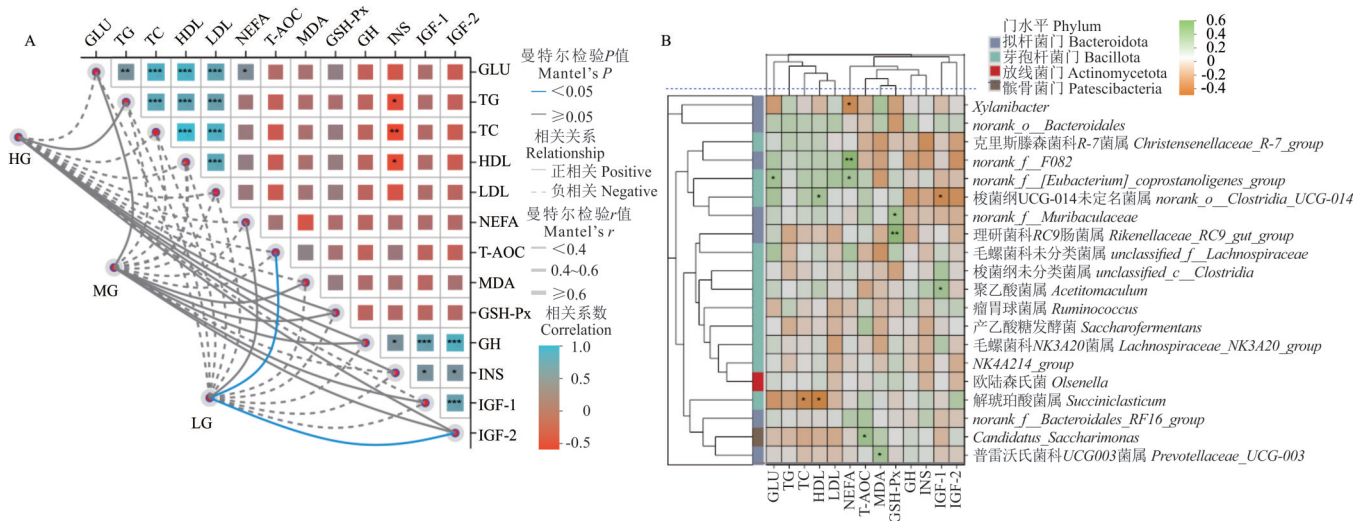 A
GLU
TG
TC
HDL
LDL
NEFA
T-AOC
MDA
GSH-Px
GH
INS
IGF-1
IGF-2
** *** *** *** * GLU
*** *** *** * TG
*** *** ** TC
*** * HDL
LDL
NEFA
T-AOC
MDA
GSH-Px
* *** *** GH
* * INS
*** IGF-1
IGF-2
HG
MG
LG
曼特尔检验P值
Mantel's P
<0.05
≥0.05
相关关系
Relationship
正相关 Positive
负相关 Negative
曼特尔检验r值
Mantel's r
<0.4
0.4~0.6
≥0.6
相关系数
Correlation
1.0
0.5
0
-0.5
B
门水平 Phylum
拟杆菌门 Bacteroidota
芽孢杆菌门 Bacillota
放线菌门 Actinomycetota
髌骨菌门 Patescibacteria
0.6
0.4
0.2
0
-0.2
-0.4
* Xylanibacter
norank_o__Bacteroidales
克里斯滕森菌科R-7菌属 Christensenellaceae_R-7_group
** norank_f__F082
* * norank_f__[Eubacterium]_coprostanoligenes_group
* * 梭菌纲UCG-014未定名菌属 norank_o__Clostridia_UCG-014
* norank_f__Muribaculaceae
** 理研菌科RC9肠菌属 Rikenellaceae_RC9_gut_group
毛螺菌科未分类菌属 unclassified_f__Lachnospiraceae
梭菌纲未分类菌属 unclassified_c__Clostridia
* 聚乙酸菌属 Acetitomaculum
瘤胃球菌属 Ruminococcus
产乙酸糖发酵菌 Saccharofermentans
毛螺菌科NK3A20菌属 Lachnospiraceae_NK3A20_group
NK4A214_group
欧陆森氏菌 Olsenella
* * 解琥珀酸菌属 Succiniclasticum
norank_f__Bacteroidales_RF16_group
* Candidatus_Saccharimonas
* 普雷沃氏菌科UCG003菌属 Prevotellaceae_UCG-003
GLU
TG
TC
HDL
LDL
NEFA
T-AOC
MDA
GSH-Px
GH
INS
IGF-1
IGF-2